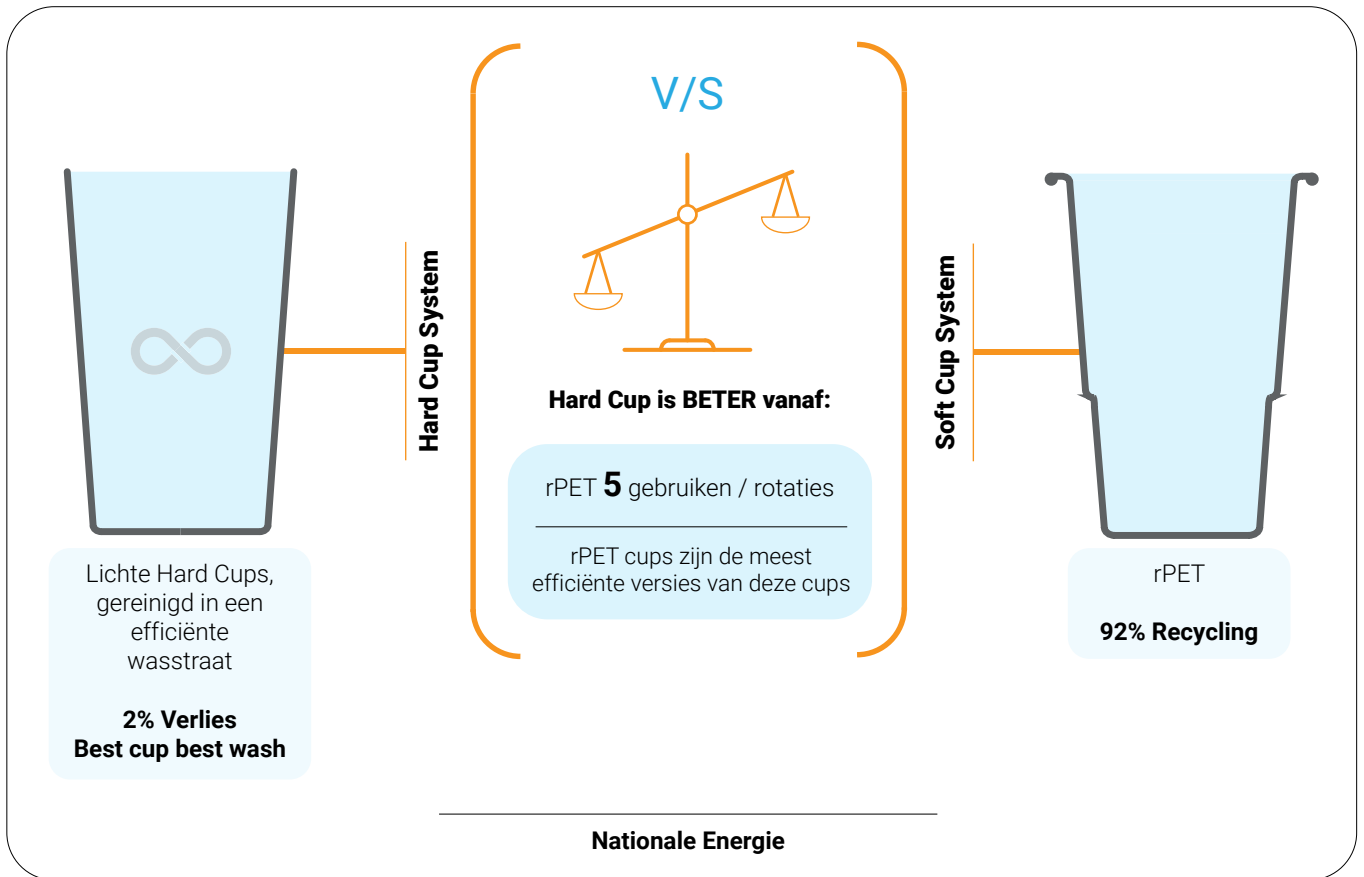 V/S
Hard Cup System
Soft Cup System
Hard Cup is BETER vanaf:
rPET 5 gebruiken / rotaties
rPET cups zijn de meest
efficiënte versies van deze cups
Lichte Hard Cups,
gereinigd in een
efficiënte
wasstraat
2% Verlies
Best cup best wash
rPET
92% Recycling
Nationale Energie